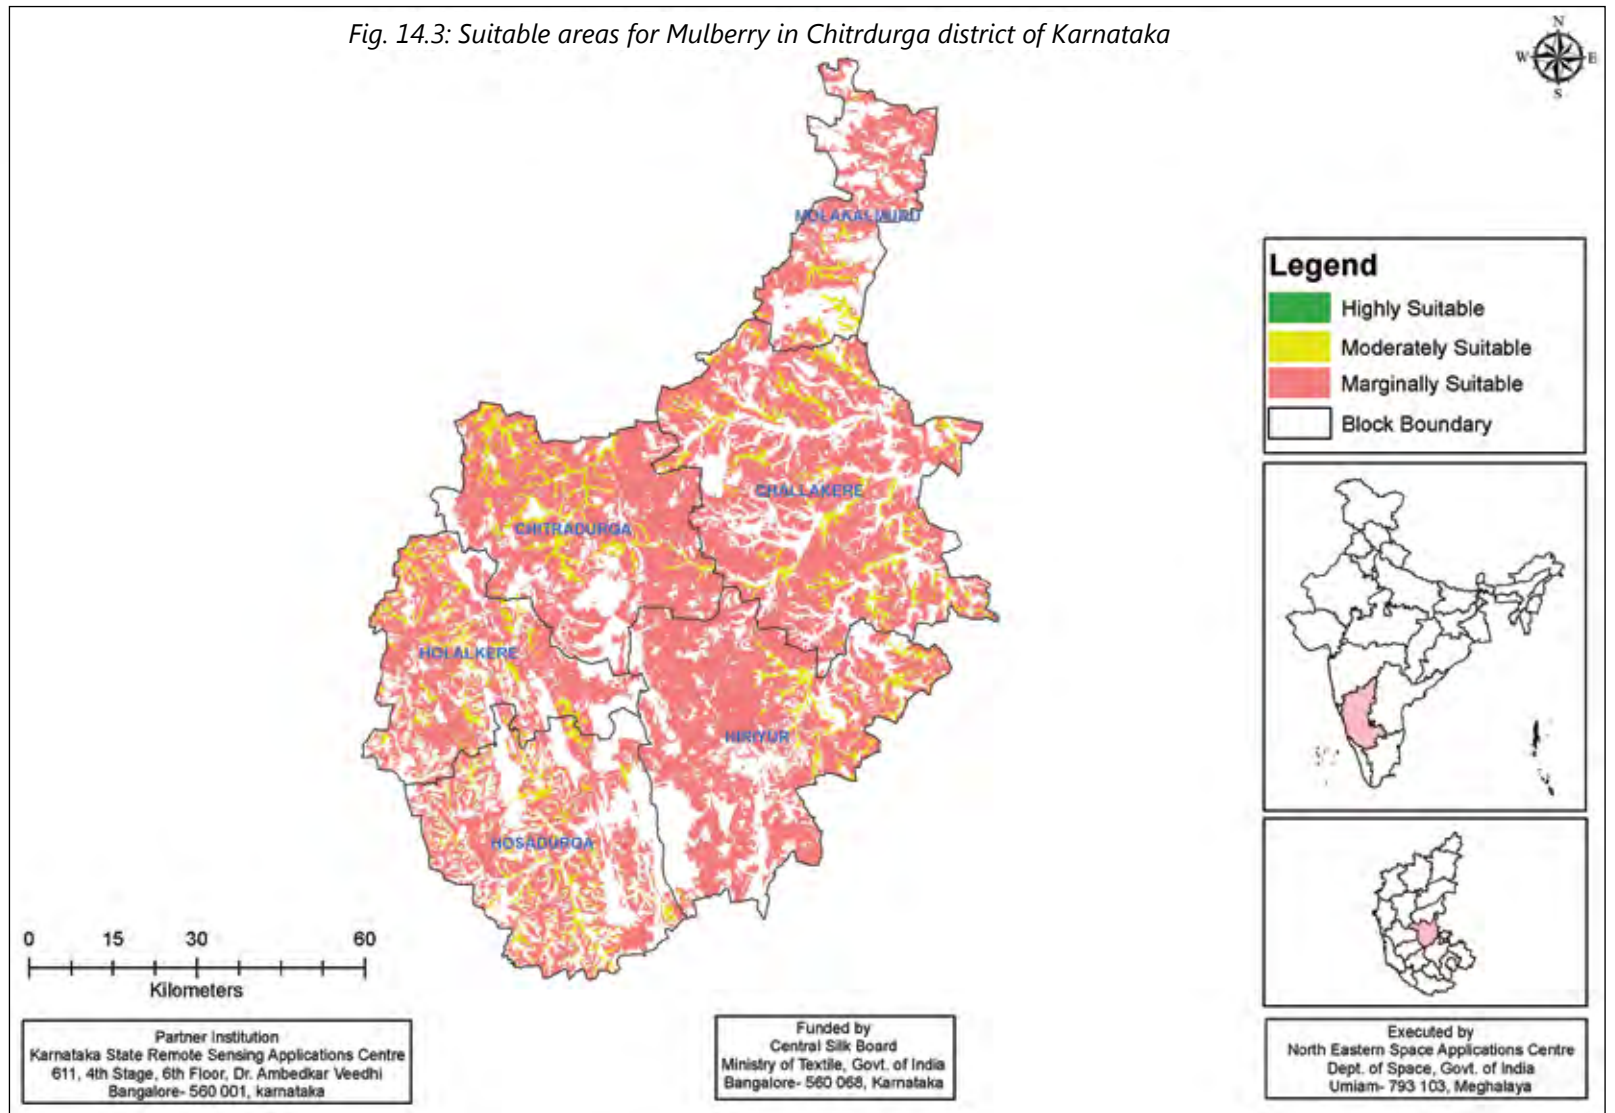 Fig. 14.3: Suitable areas for Mulberry in Chitrdurga district of Karnataka
N
W E
S
MOLAKALMURU
Legend
Highly Suitable
Moderately Suitable
Marginally Suitable
Block Boundary
CHALLAKERE
CHITRADURGA
HOLALKERE
HIRIYUR
HOSADURGA
0 15 30 60
Kilometers
Partner Institution
Karnataka State Remote Sensing Applications Centre
611, 4th Stage, 6th Floor, Dr. Ambedkar Veedhi
Bangalore- 560 001, karnataka
Funded by
Central Silk Board
Ministry of Textile, Govt. of India
Bangalore- 560 068, Karnataka
Executed by
North Eastern Space Applications Centre
Dept. of Space, Govt. of India
Umiam- 793 103, Meghalaya